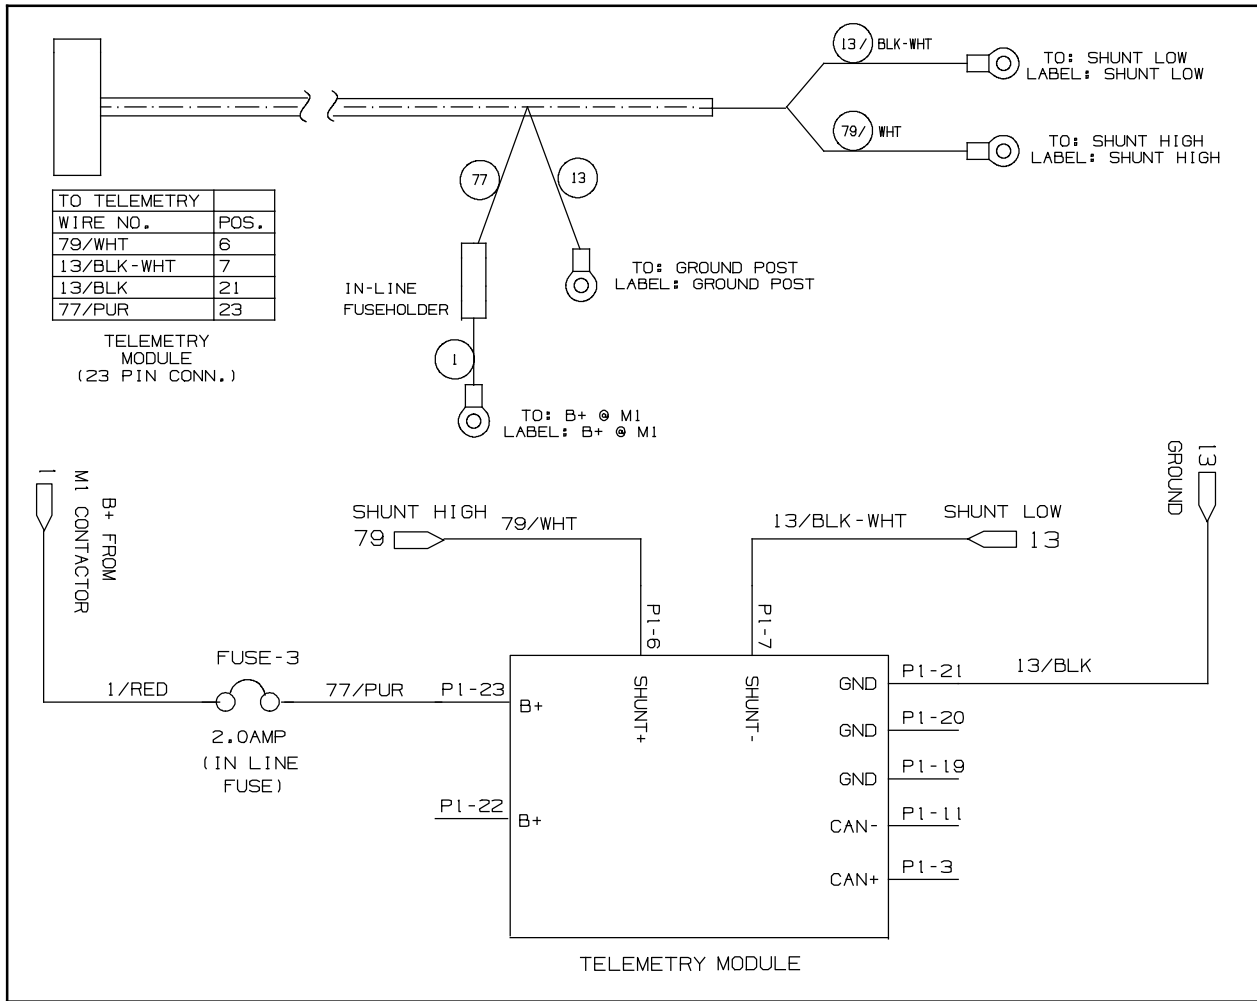 13/ BLK-WHT
TO: SHUNT LOW
LABEL: SHUNT LOW
79/ WHT
TO: SHUNT HIGH
LABEL: SHUNT HIGH
77
13
TO TELEMETRY
WIRE NO. POS.
79/WHT 6
13/BLK-WHT 7
13/BLK 21
77/PUR 23
TELEMETRY
MODULE
(23 PIN CONN.)
IN-LINE
FUSEHOLDER
TO: GROUND POST
LABEL: GROUND POST
1
TO: B+ @ M1
LABEL: B+ @ M1
1
B+ FROM
M1 CONTACTOR
SHUNT HIGH
79
79/WHT
13/BLK-WHT
SHUNT LOW
13
13
GROUND
P1-6
P1-7
FUSE-3
1/RED
77/PUR
2.0AMP
(IN LINE
FUSE)
P1-23
B+
P1-22
B+
SHUNT+
SHUNT-
GND
P1-21
13/BLK
GND
P1-20
GND
P1-19
CAN-
P1-11
CAN+
P1-3
TELEMETRY MODULE